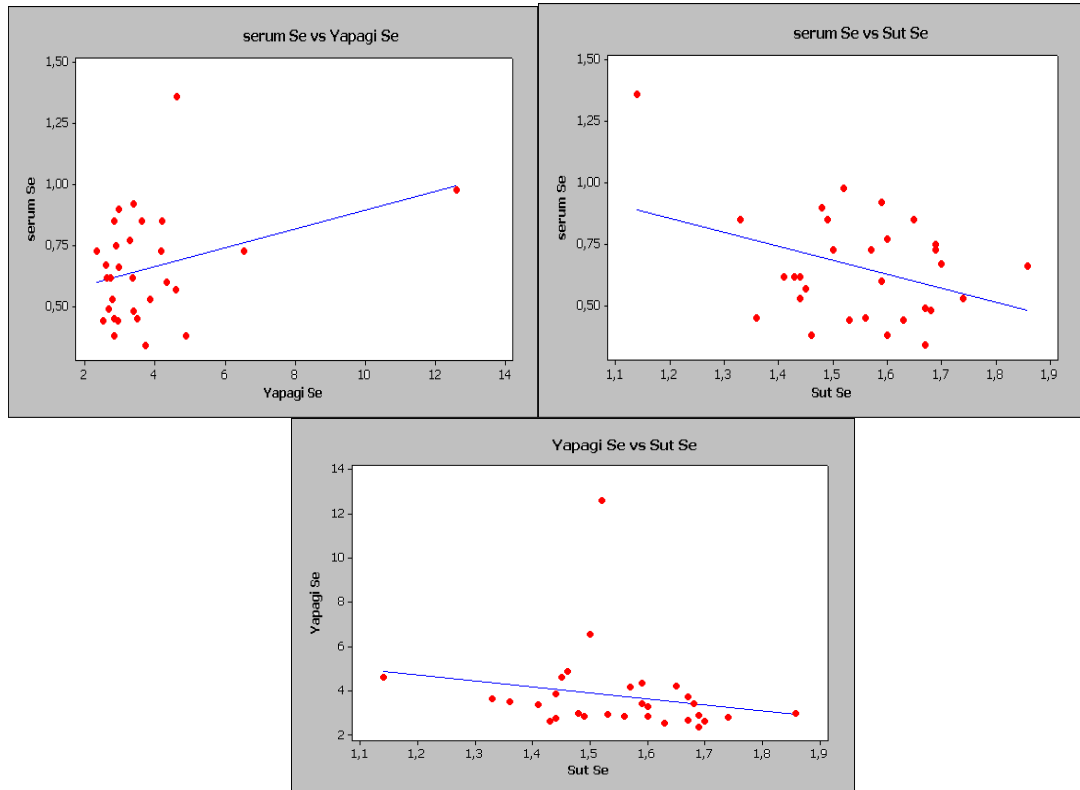 serum Se vs Yapagi Se
1,50
1,25
1,00
0,75
0,50
serum Se
2 4 6 8 10 12 14
Yapagi Se
serum Se vs Sut Se
1,50
1,25
1,00
0,75
0,50
serum Se
1,1 1,2 1,3 1,4 1,5 1,6 1,7 1,8 1,9
Sut Se
Yapagi Se vs Sut Se
14
12
10
8
6
4
2
Yapagi Se
1,1 1,2 1,3 1,4 1,5 1,6 1,7 1,8 1,9
Sut Se